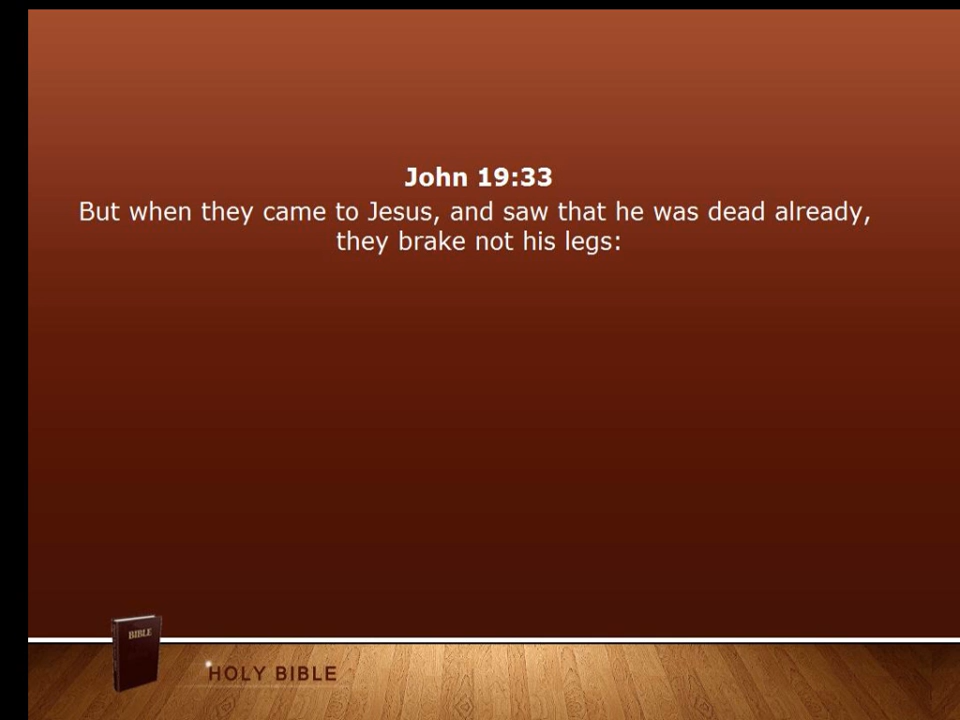 John 19:33
But when they came to Jesus, and saw that he was dead already,
they brake not his legs:
BIBLE
HOLY BIBLE